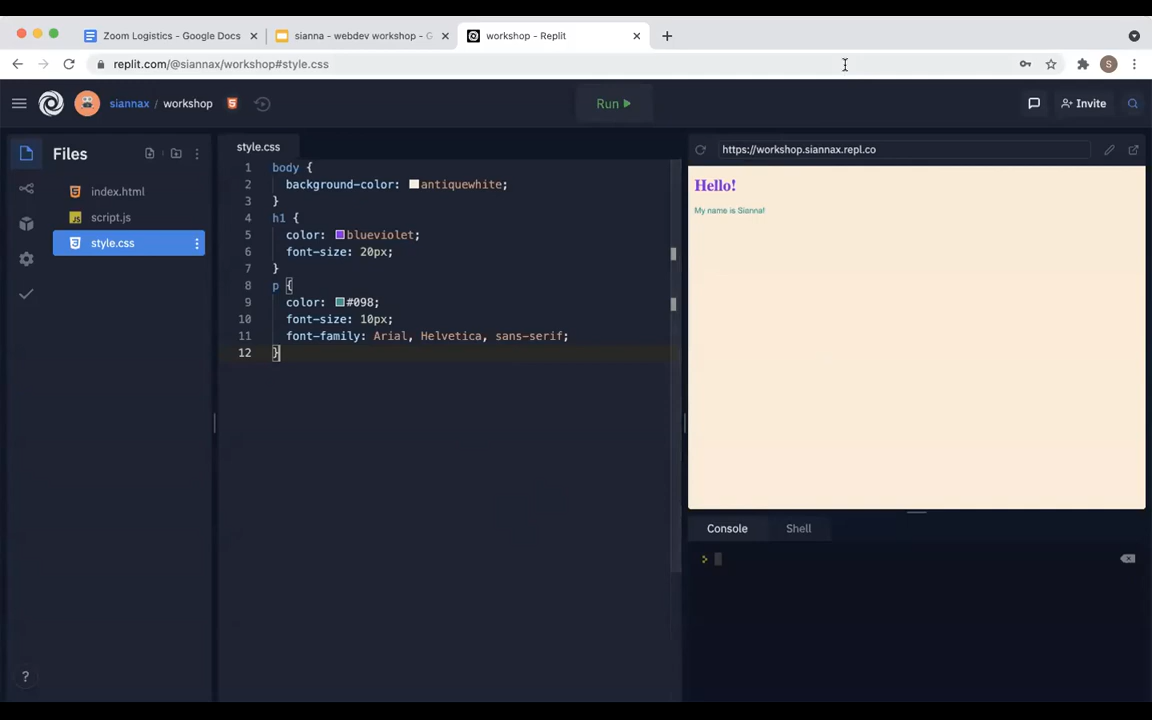 Zoom Logistics - Google Docs
sianna - webdev workshop - G
workshop - Replit
replit.com/@siannax/workshop#style.css
S
siannax / workshop
Run
Invite
Files
index.html
JS script.js
style.css
style.css
1 body {
2 background-color: antiquewhite;
3 }
4 h1 {
5 color: blueviolet;
6 font-size: 20px;
7 }
8 p {
9 color: #098;
10 font-size: 10px;
11 font-family: Arial, Helvetica, sans-serif;
12 }
https://workshop.siannax.repl.co
Hello!
My name is Sianna!
Console
Shell
>
?